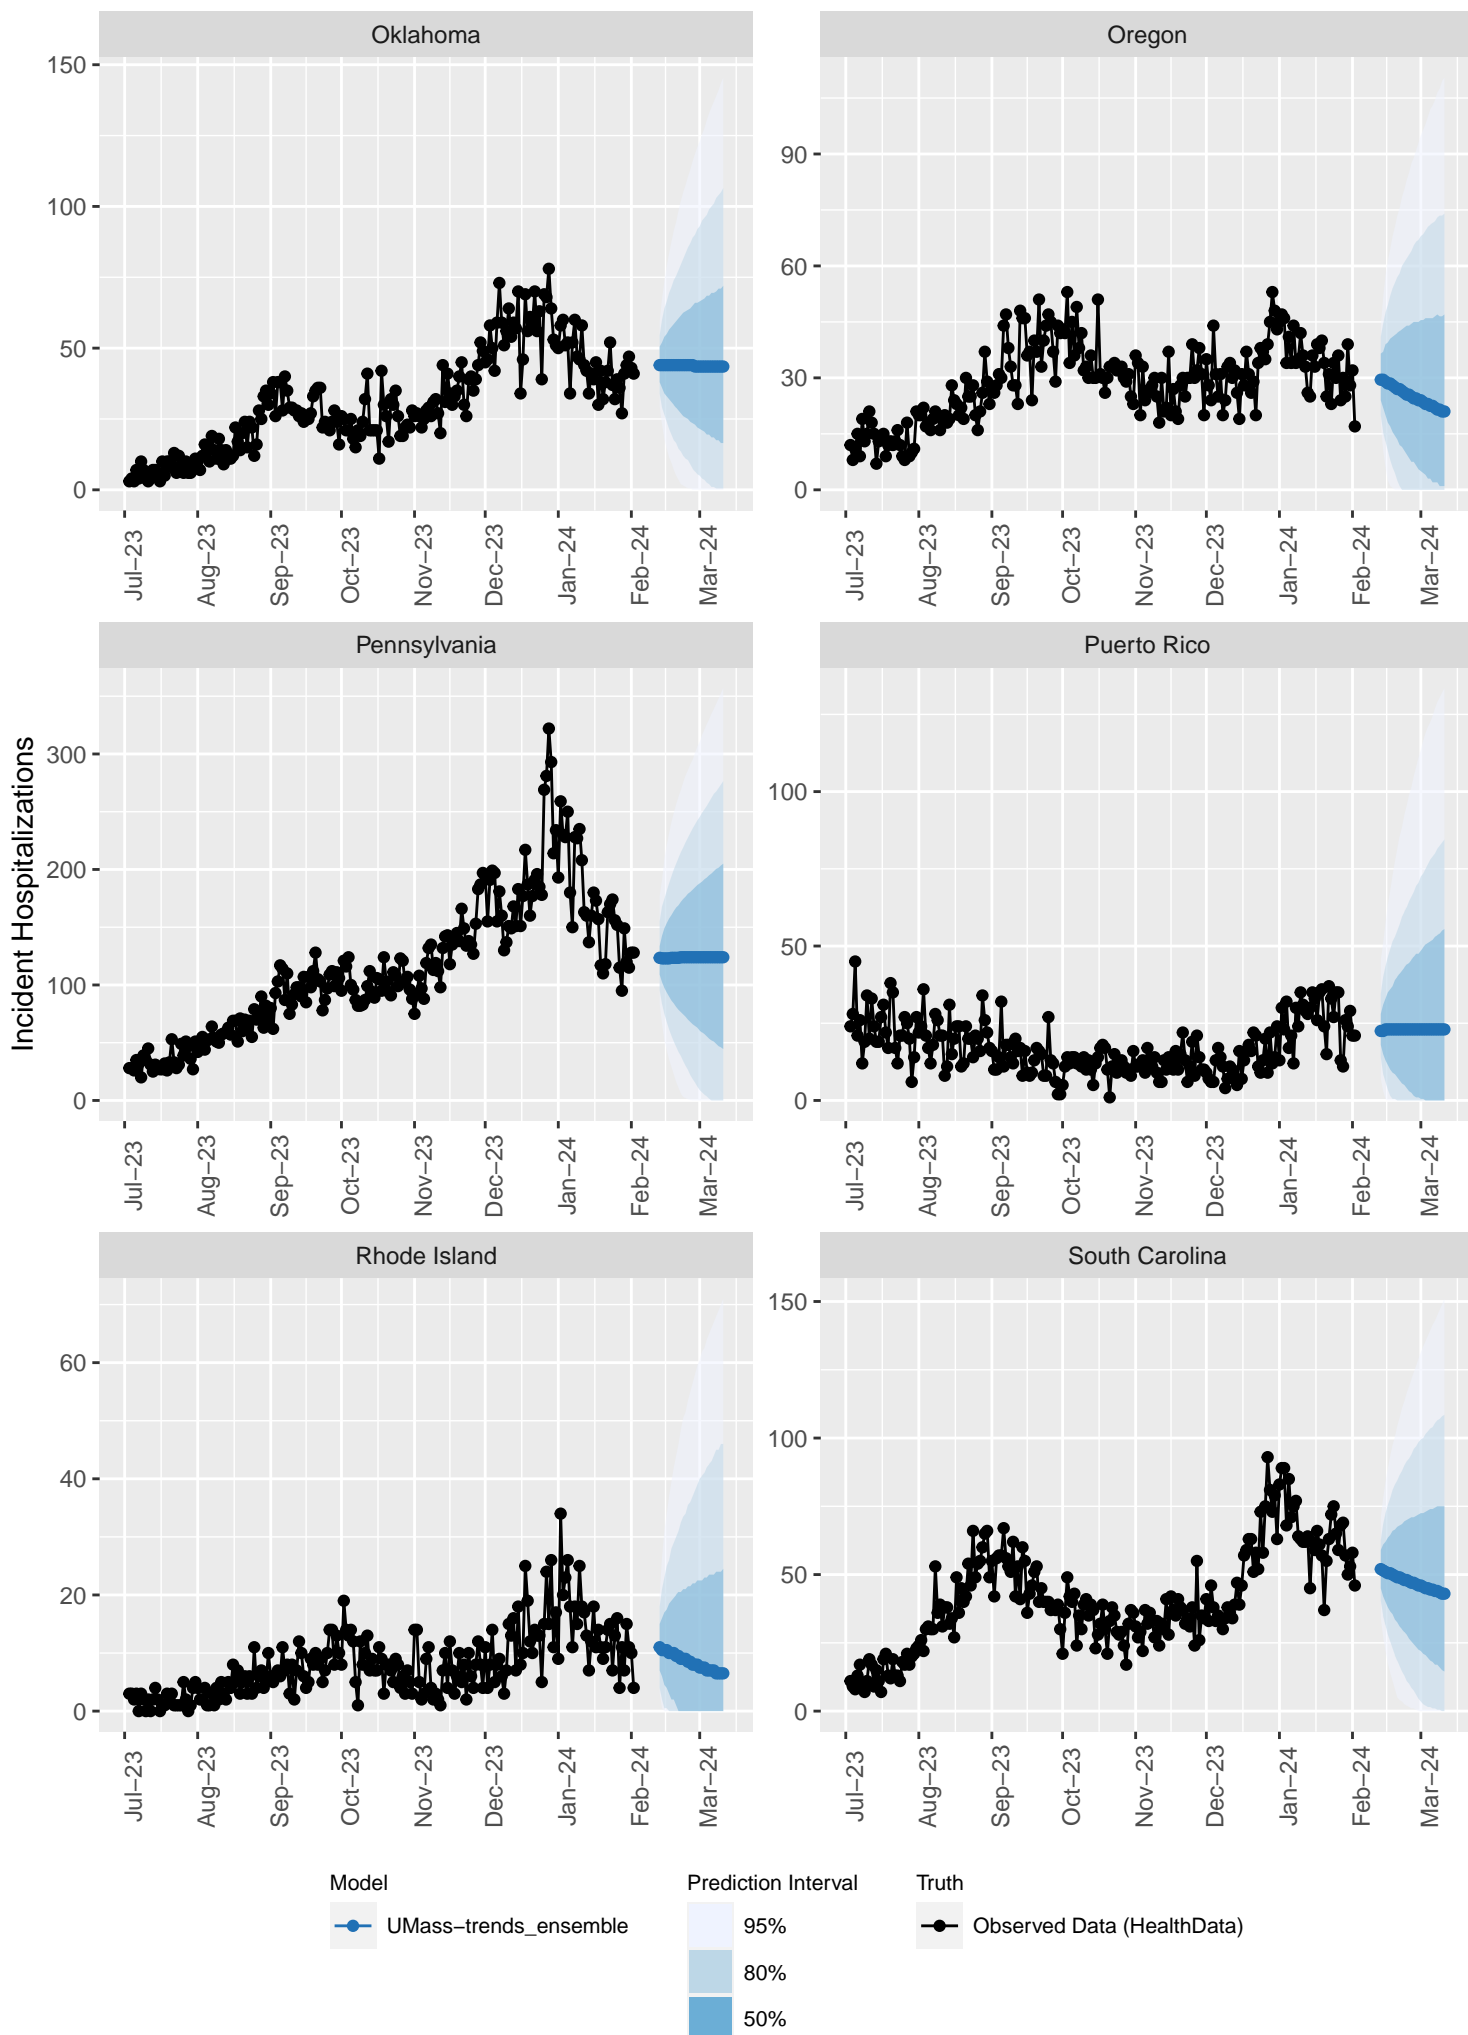 Oklahoma
Oregon
150
100
50
0
90
60
30
0
Jul−23
Aug−23
Sep−23
Oct−23
Nov−23
Dec−23
Jan−24
Feb−24
Mar−24
Jul−23
Aug−23
Sep−23
Oct−23
Nov−23
Dec−23
Jan−24
Feb−24
Mar−24
Incident Hospitalizations
Pennsylvania
Puerto Rico
300
200
100
0
100
50
0
Jul−23
Aug−23
Sep−23
Oct−23
Nov−23
Dec−23
Jan−24
Feb−24
Mar−24
Jul−23
Aug−23
Sep−23
Oct−23
Nov−23
Dec−23
Jan−24
Feb−24
Mar−24
Rhode Island
South Carolina
60
40
20
0
150
100
50
0
Jul−23
Aug−23
Sep−23
Oct−23
Nov−23
Dec−23
Jan−24
Feb−24
Mar−24
Jul−23
Aug−23
Sep−23
Oct−23
Nov−23
Dec−23
Jan−24
Feb−24
Mar−24
Model
UMass−trends_ensemble
Prediction Interval
95%
80%
50%
Truth
Observed Data (HealthData)